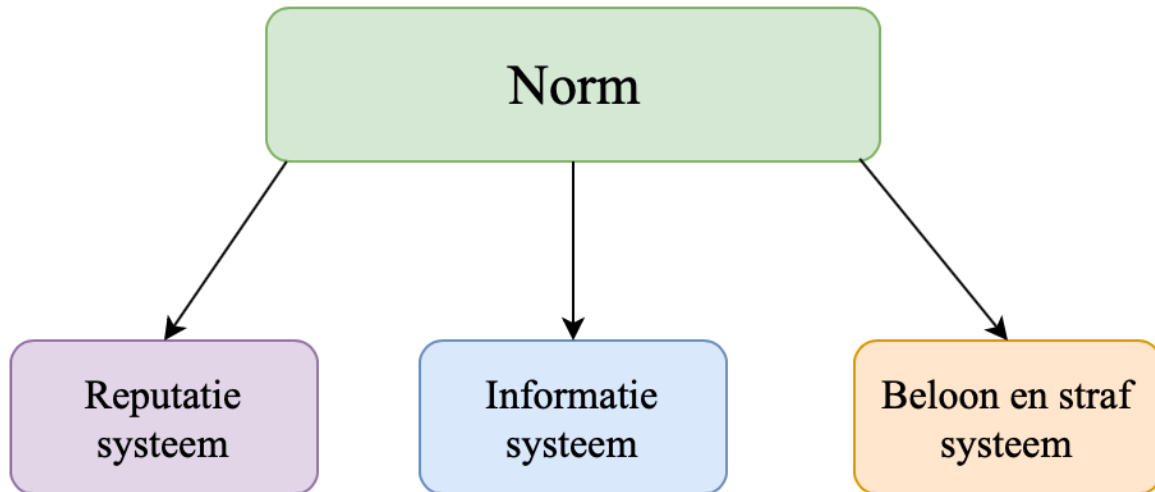 Norm
Reputatie
systeem
Informatie
systeem
Beloon en straf
systeem